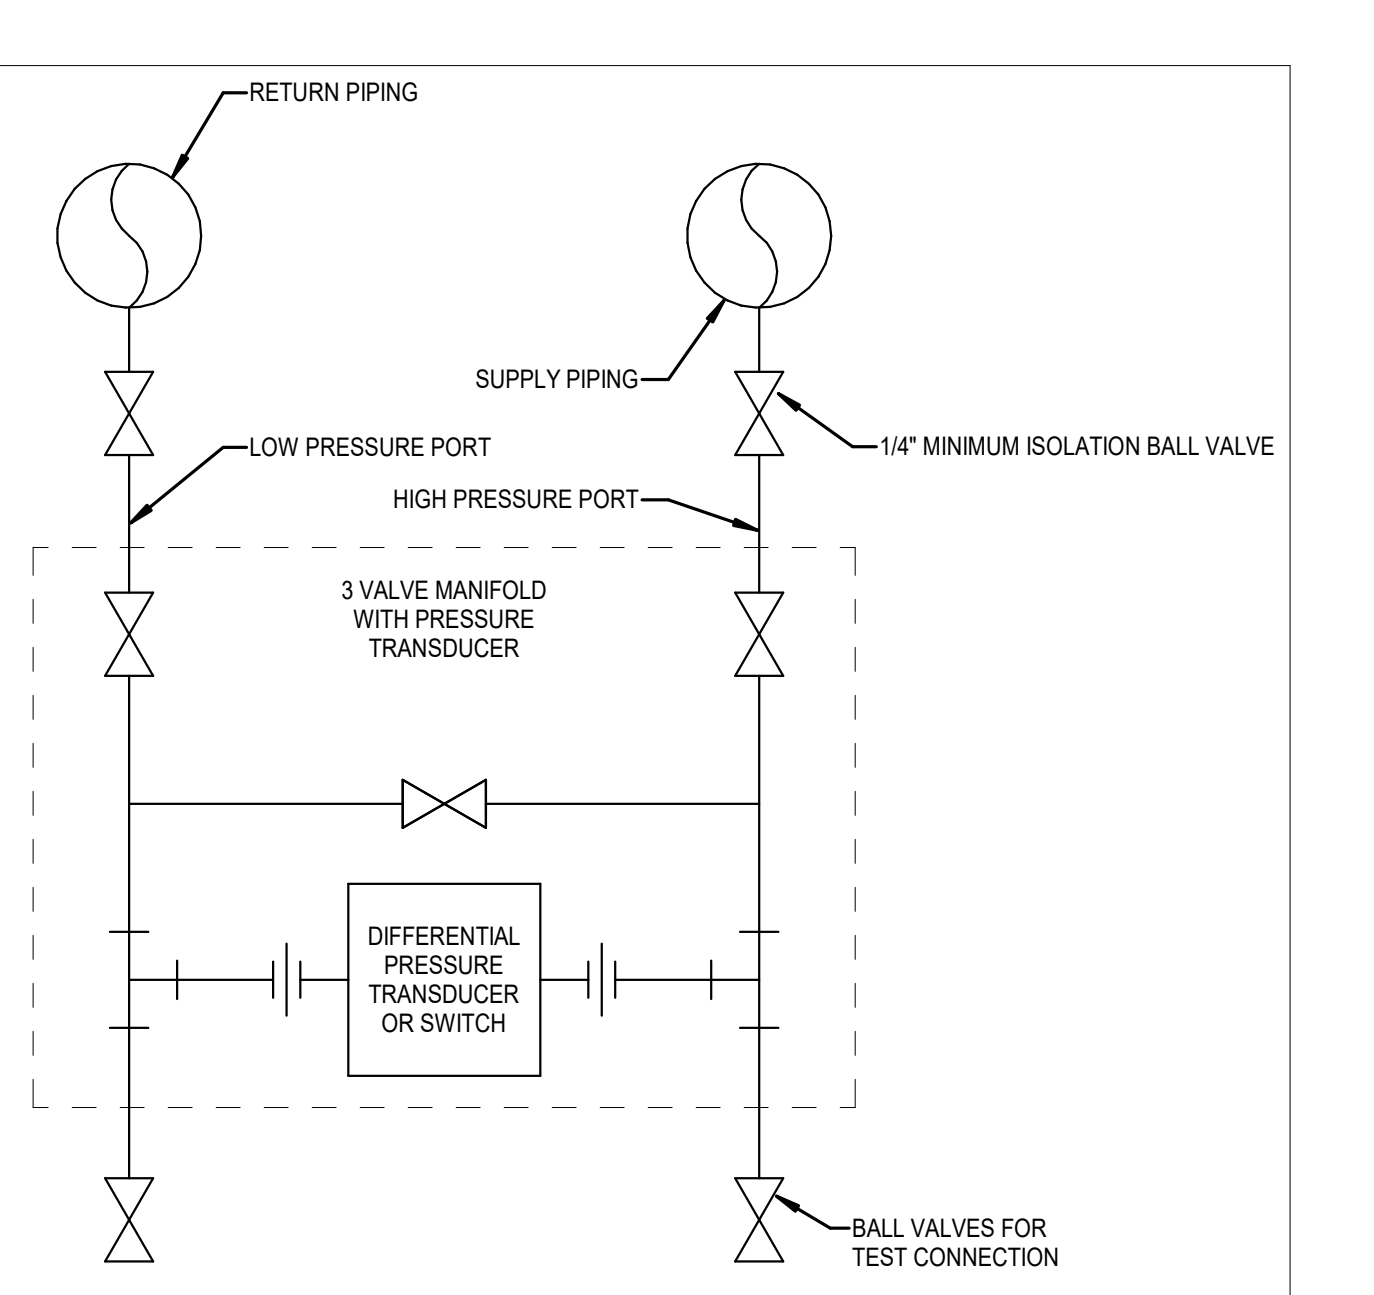 RETURN PIPING
SUPPLY PIPING
LOW PRESSURE PORT
1/4" MINIMUM ISOLATION BALL VALVE
HIGH PRESSURE PORT
3 VALVE MANIFOLD
WITH PRESSURE
TRANSDUCER
DIFFERENTIAL
PRESSURE
TRANSDUCER
OR SWITCH
BALL VALVES FOR
TEST CONNECTION